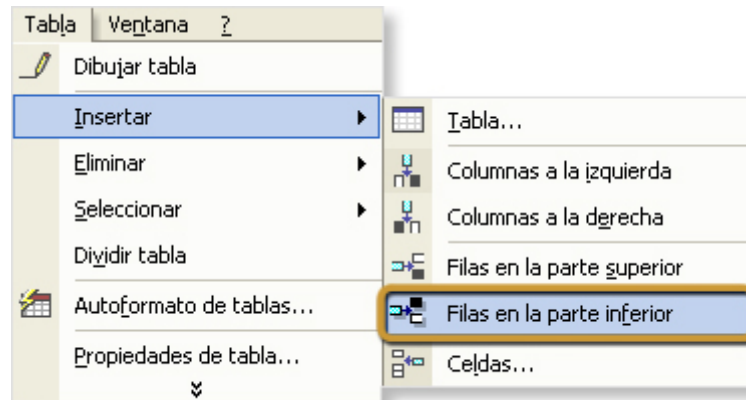 Tabla Ventana ?
Dibujar tabla
Insertar
Eliminar
Seleccionar
Dividir tabla
Autoformato de tablas...
Propiedades de tabla...
Tabla...
Columnas a la izquierda
Columnas a la derecha
Filas en la parte superior
Filas en la parte inferior
Celdas...